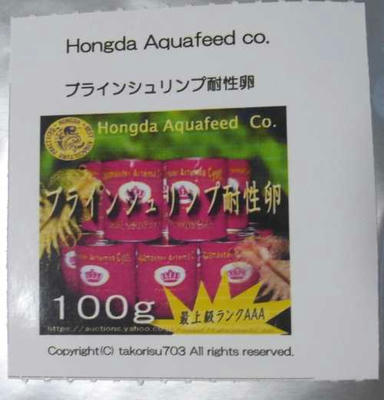 Hongda Aquafeed co.
ブラインシュリンプ耐性卵
Hongda Aquafeed Co.
ブラインシュリンプ耐性卵
100g
最上級ランクAAA
Copyright(C) takorisu703 All rights reserved.